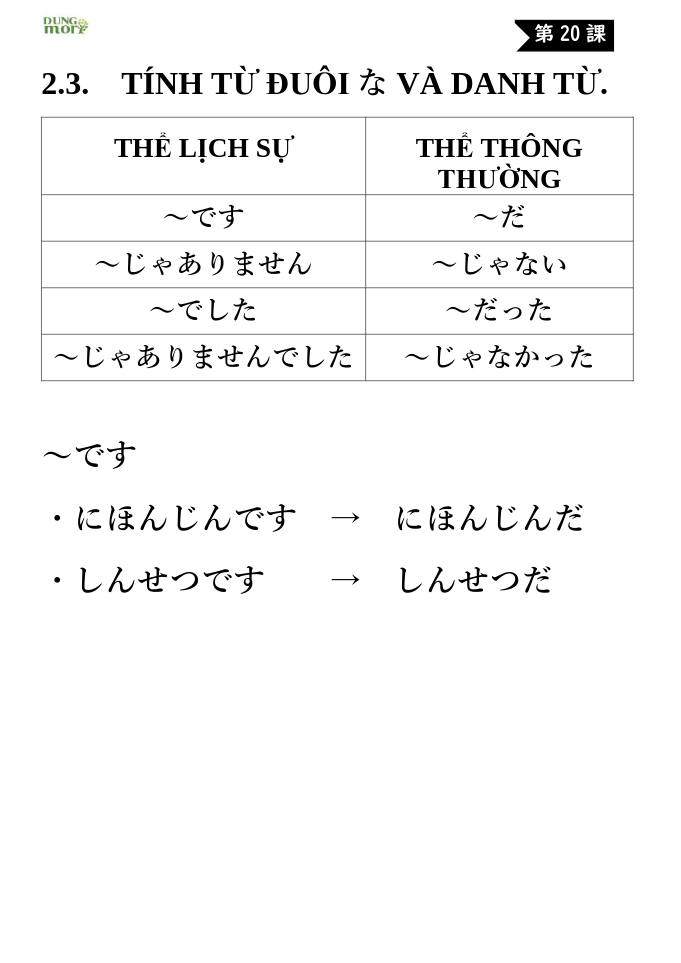 DUNG
mori
第 20 課
2.3. TÍNH TỪ ĐUÔI な VÀ DANH TỪ.
THỂ LỊCH SỰ THỂ THÔNG THƯỜNG
～です ～だ
～じゃありません ～じゃない
～でした ～だった
～じゃありませんでした ～じゃなかった
～です
・にほんじんです → にほんじんだ
・しんせつです → しんせつだ